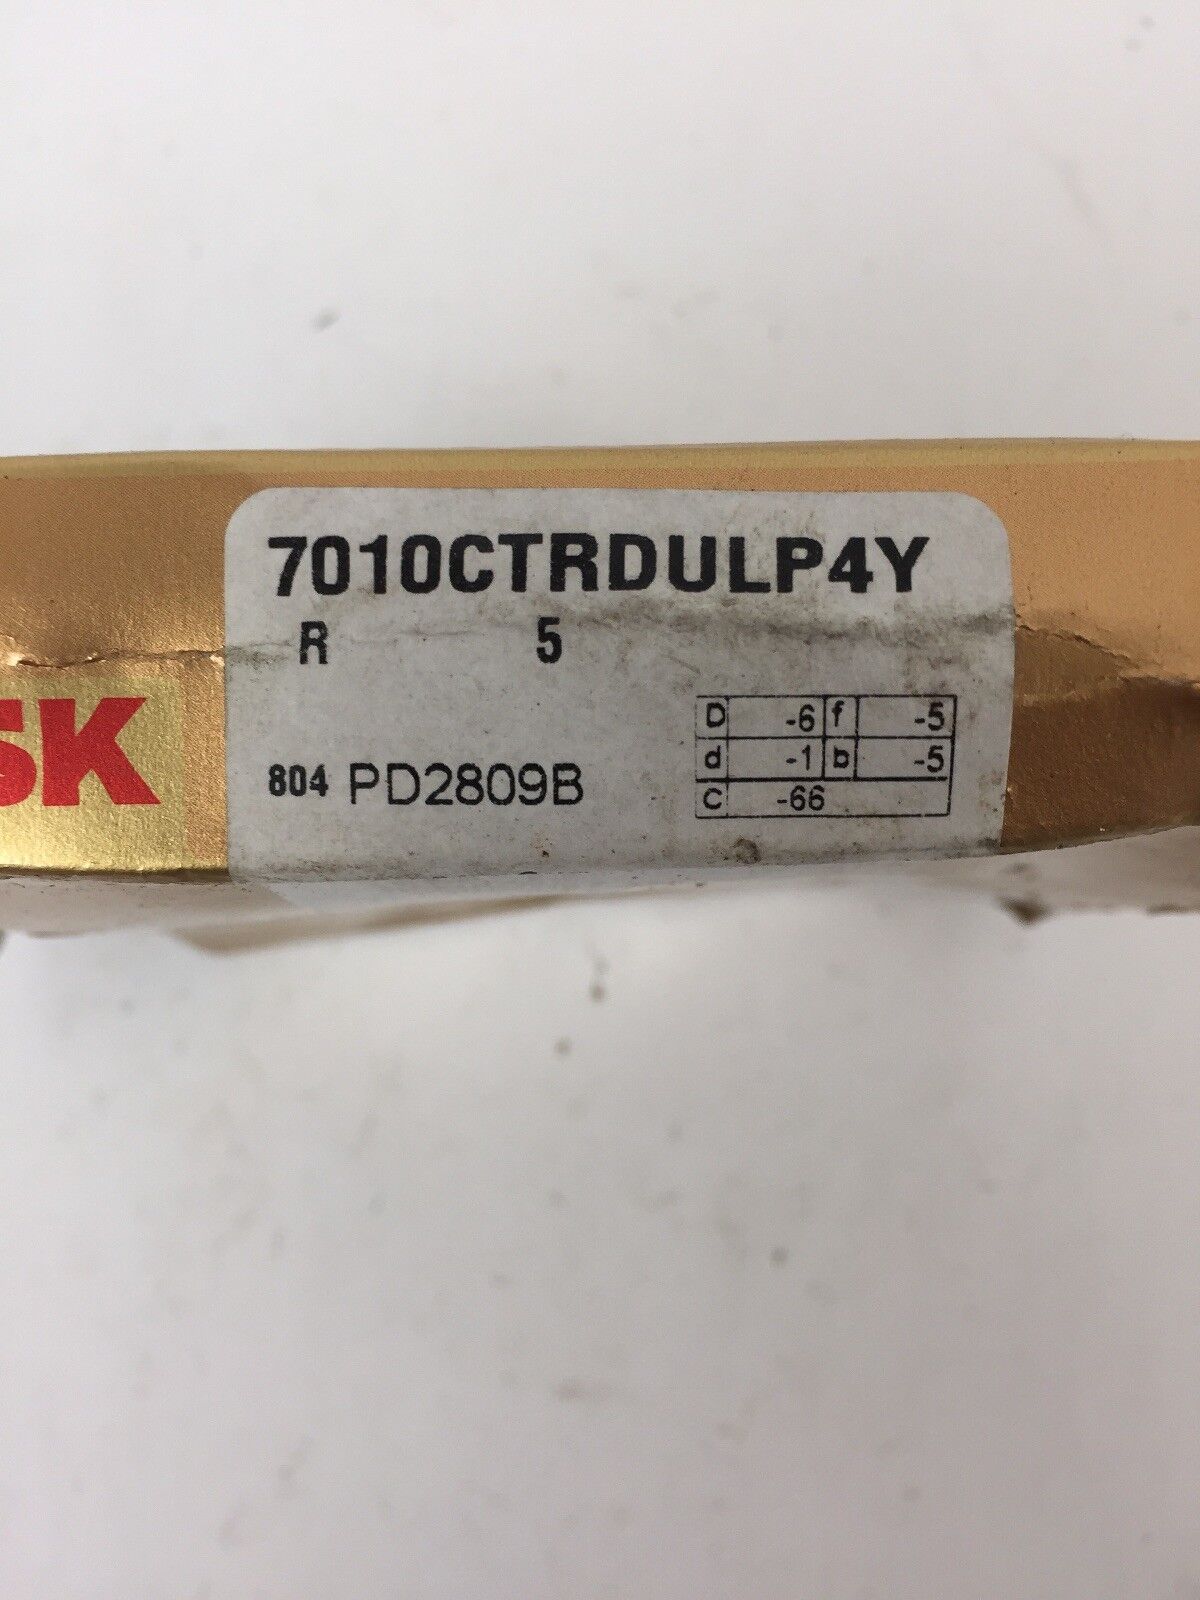 7010CTRDULP4Y
R 5
SK
804 PD2809B
D -6 f -5
d -1 b -5
C -66